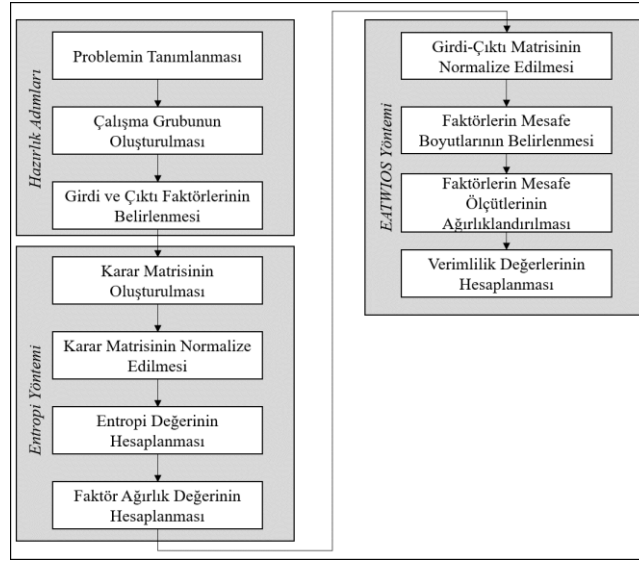 Hazırlık Adımları
Problemin Tanımlanması
Çalışma Grubunun
Oluşturulması
Girdi ve Çıktı Faktörlerinin
Belirlenmesi
Entropi Yöntemi
Karar Matrisinin
Oluşturulması
Karar Matrisinin Normalize
Edilmesi
Entropi Değerinin
Hesaplanması
Faktör Ağırlık Değerinin
Hesaplanması
EATWIOS Yöntemi
Girdi-Çıktı Matrisinin
Normalize Edilmesi
Faktörlerin Mesafe
Boyutlarının Belirlenmesi
Faktörlerin Mesafe
Ölçütlerinin
Ağırlıklandırılması
Verimlilik Değerlerinin
Hesaplanması